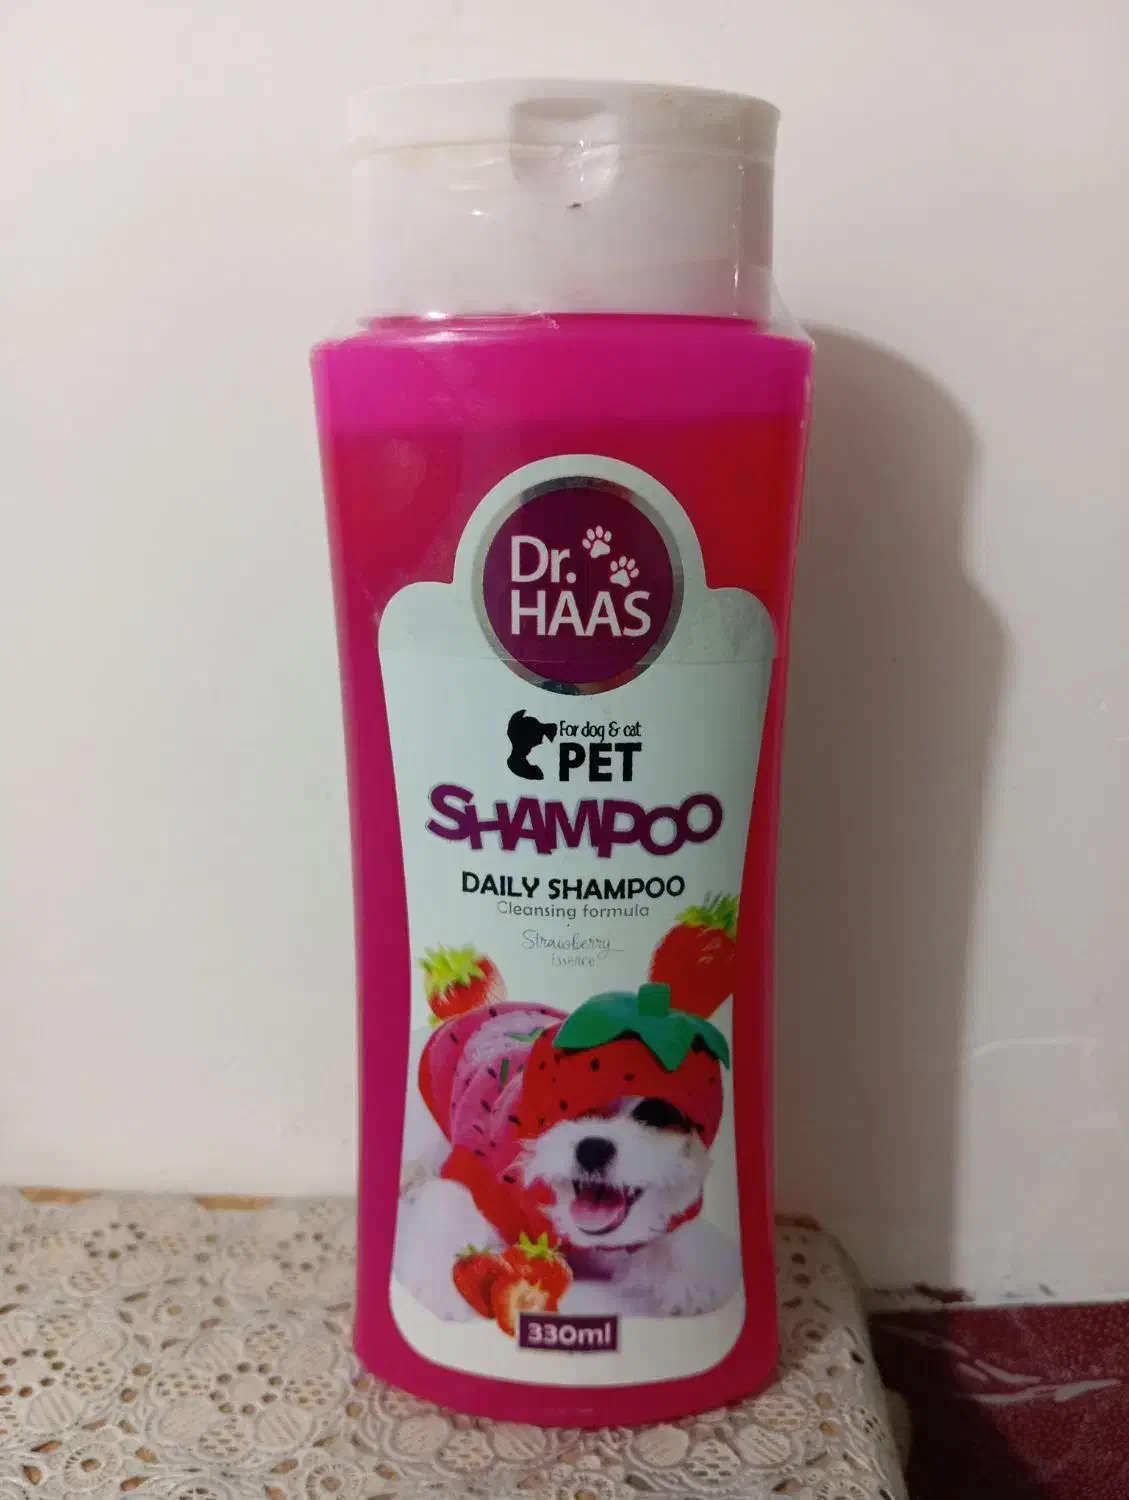 Dr.
HAAS
For dog & cat
PET
SHAMPOO
DAILY SHAMPOO
Cleansing formula
Strawberry
Essence
330ml